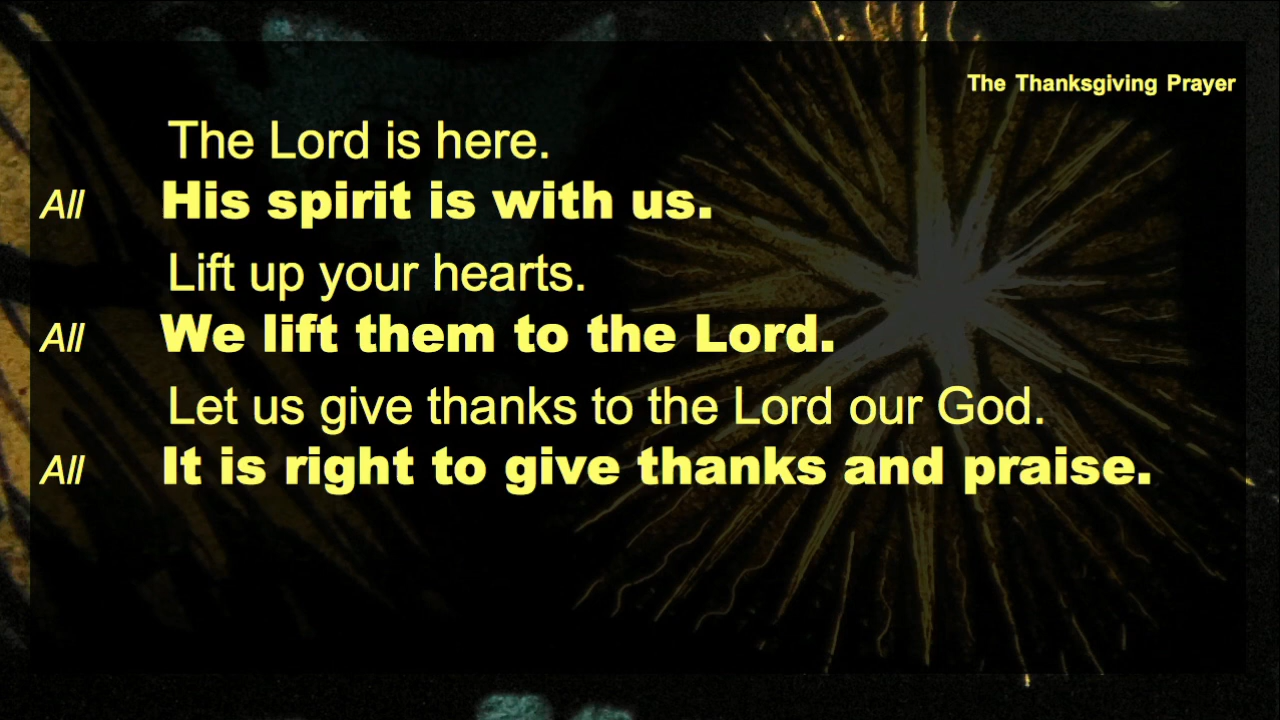 The Thanksgiving Prayer
The Lord is here.
All His spirit is with us.
Lift up your hearts.
All We lift them to the Lord.
Let us give thanks to the Lord our God.
All It is right to give thanks and praise.